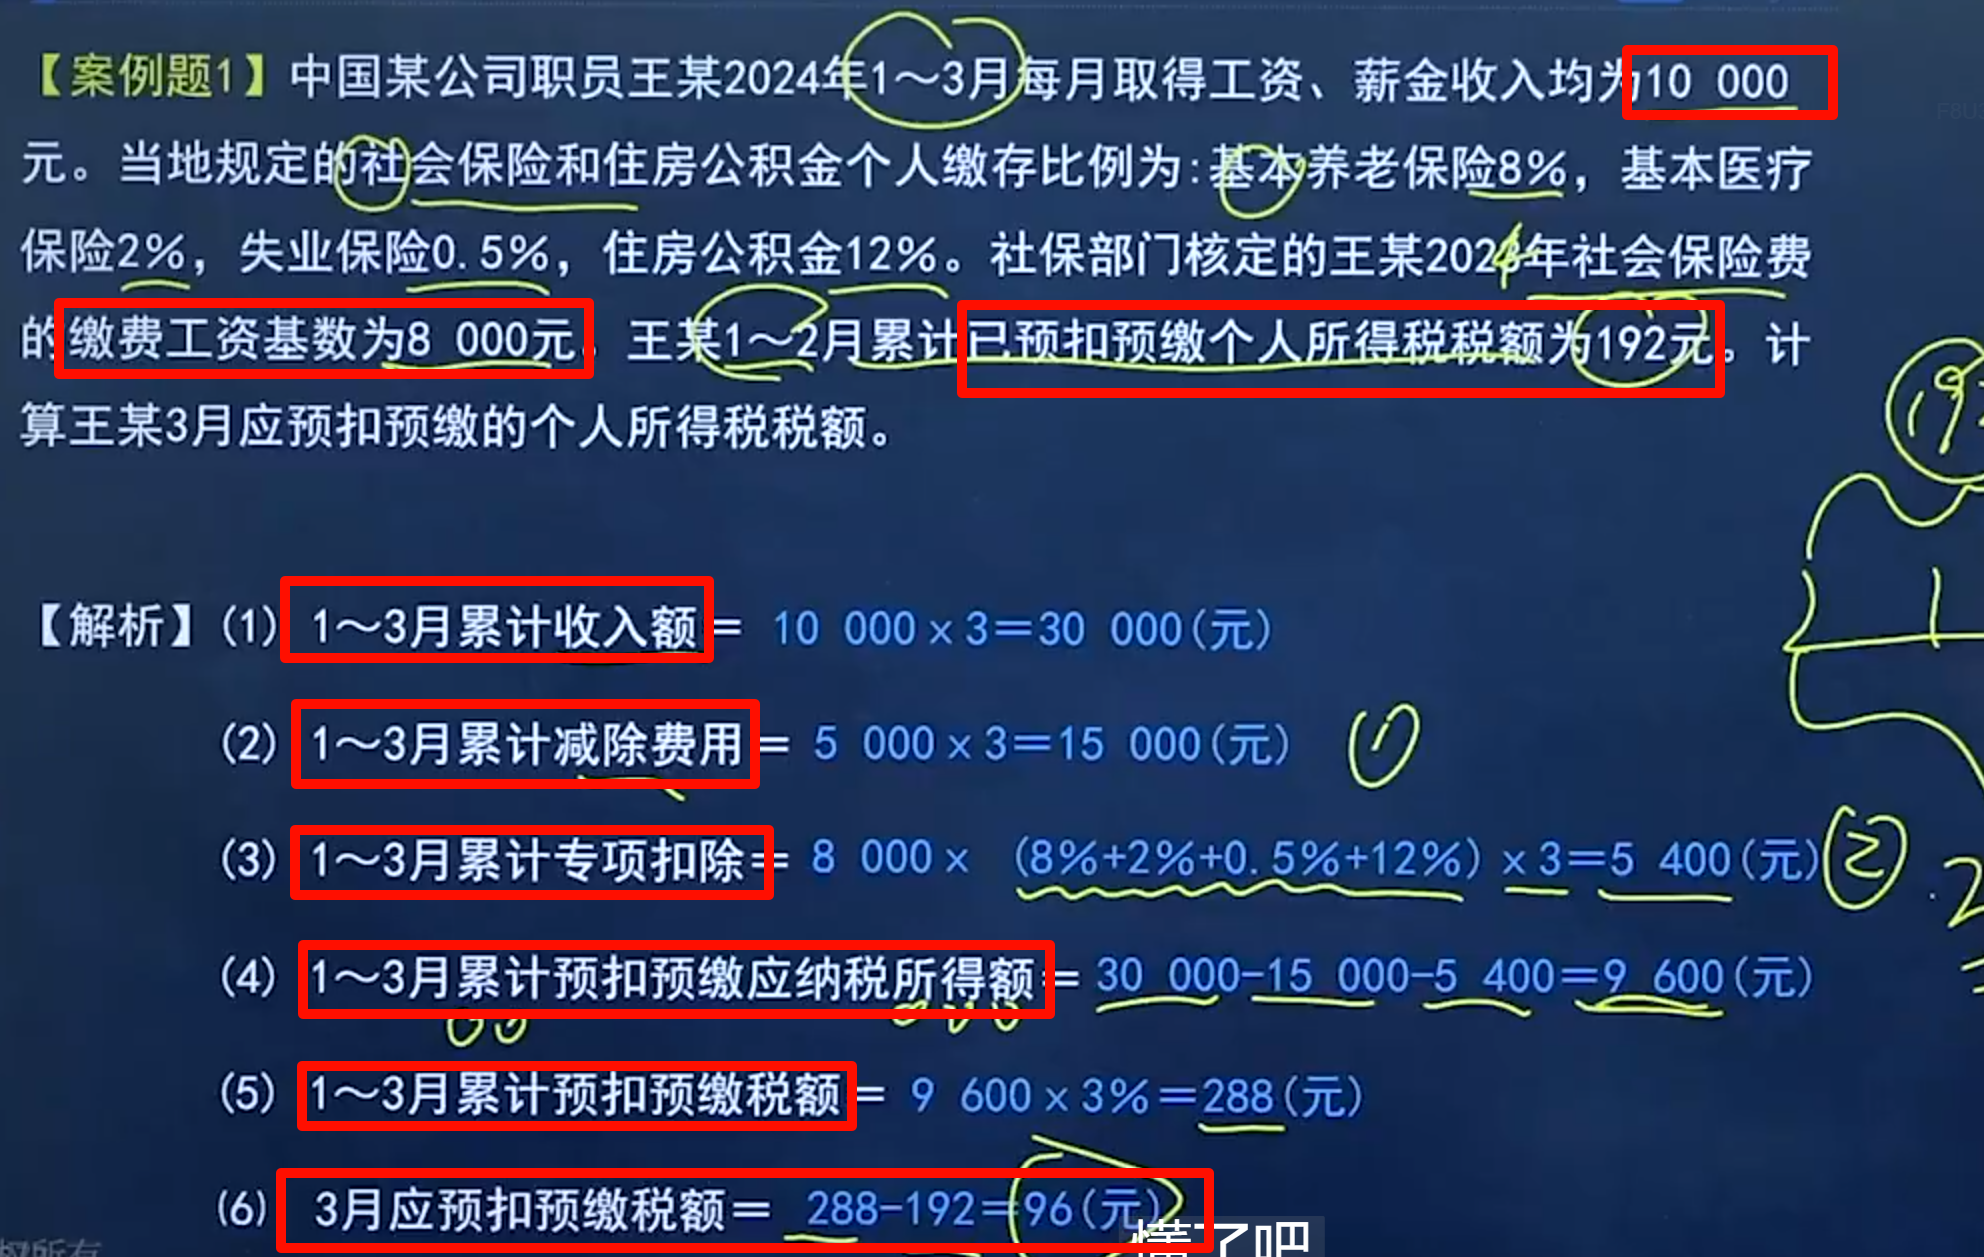 【案例题1】中国某公司职员王某2024年1～3月每月取得工资、薪金收入均为10 000
元。当地规定的社会保险和住房公积金个人缴存比例为:基本养老保险8%，基本医疗
保险2%，失业保险0.5%，住房公积金12%。社保部门核定的王某2024年社会保险费
的缴费工资基数为8 000元。王某1～2月累计已预扣预缴个人所得税税额为192元。计
算王某3月应预扣预缴的个人所得税税额。
【解析】(1) 1～3月累计收入额＝ 10 000×3＝30 000(元)
(2) 1～3月累计减除费用＝ 5 000×3＝15 000(元) ①
(3) 1～3月累计专项扣除＝ 8 000× (8%+2%+0.5%+12%) ×3＝5 400(元) ②
(4) 1～3月累计预扣预缴应纳税所得额＝ 30 000-15 000-5 400＝9 600(元)
(5) 1～3月累计预扣预缴税额＝ 9 600×3%＝288(元)
(6) 3月应预扣预缴税额＝ 288-192＝96(元)
懂了吧
权所有